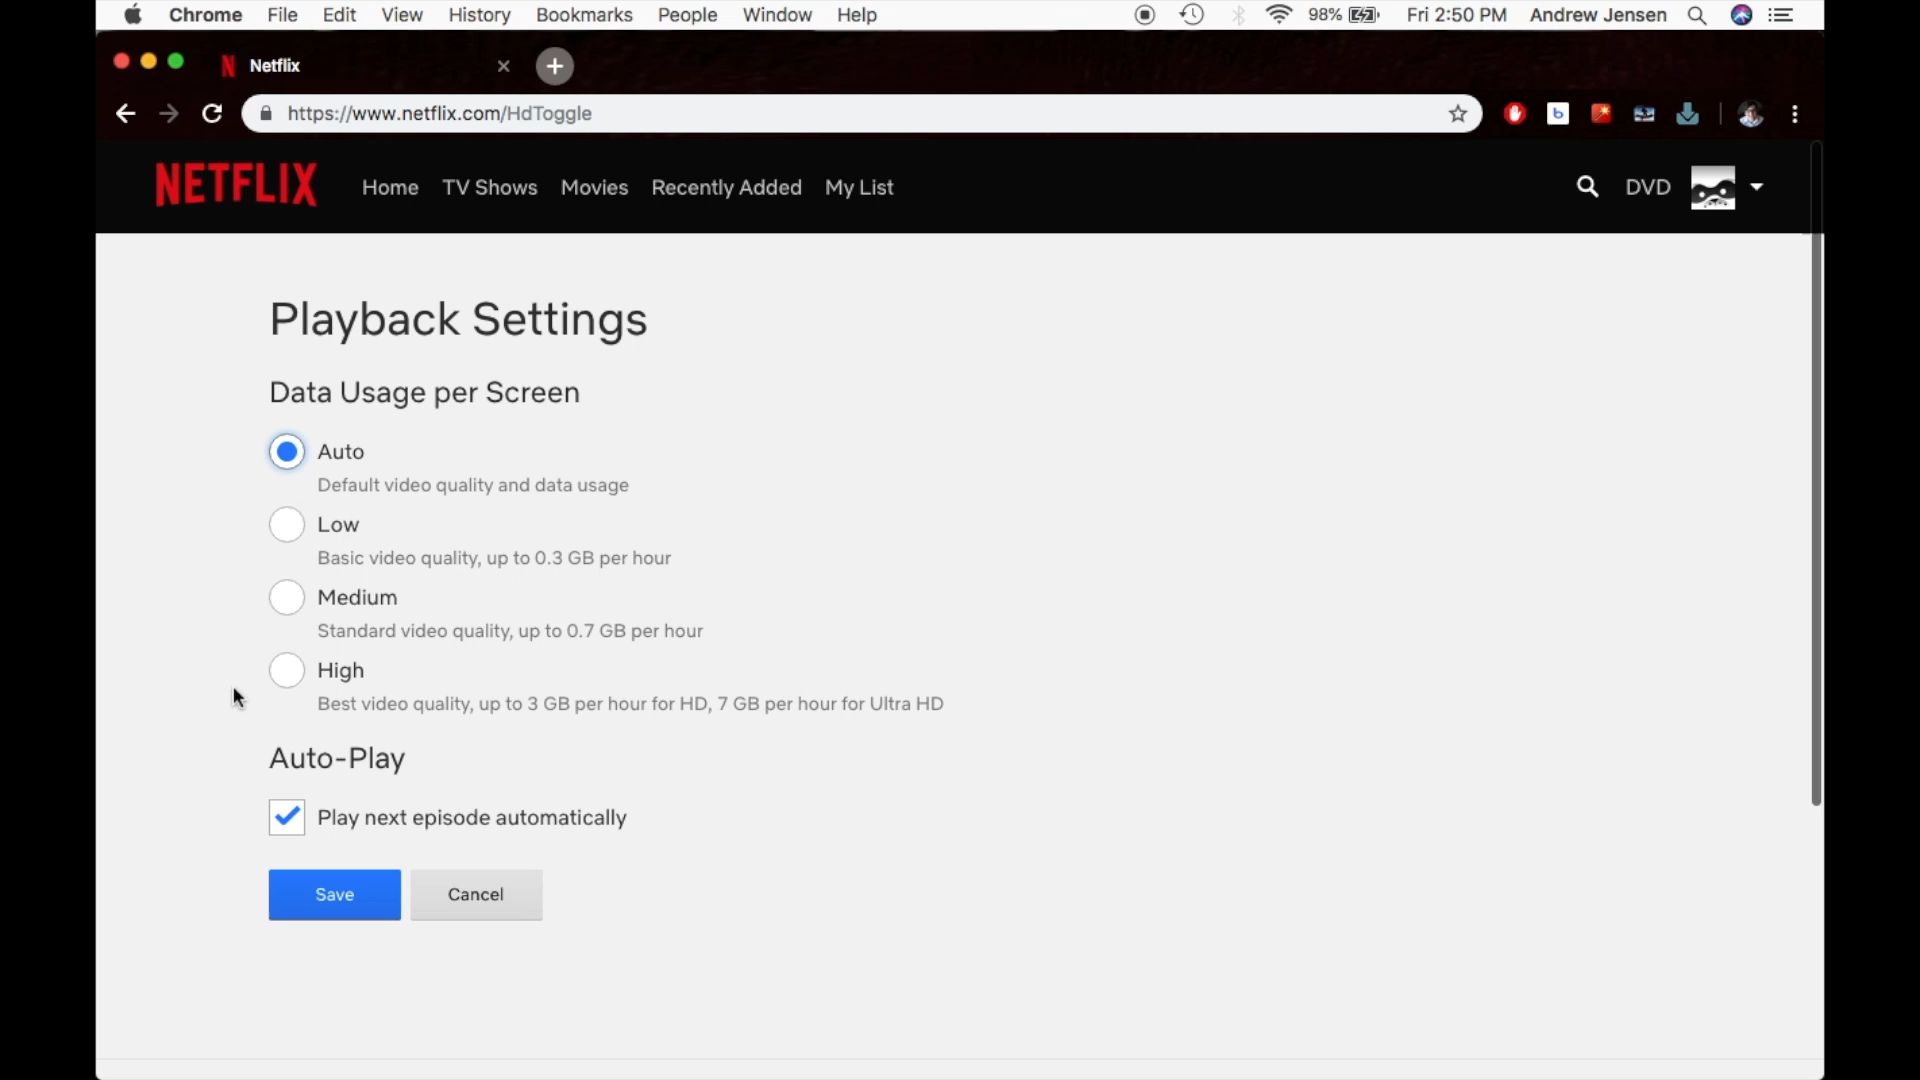 Chrome File Edit View History Bookmarks People Window Help 98% Fri 2:50 PM Andrew Jensen
Netflix
https://www.netflix.com/HdToggle
NETFLIX Home TV Shows Movies Recently Added My List DVD
Playback Settings
Data Usage per Screen
Auto
Default video quality and data usage
Low
Basic video quality, up to 0.3 GB per hour
Medium
Standard video quality, up to 0.7 GB per hour
High
Best video quality, up to 3 GB per hour for HD, 7 GB per hour for Ultra HD
Auto-Play
Play next episode automatically
Save Cancel